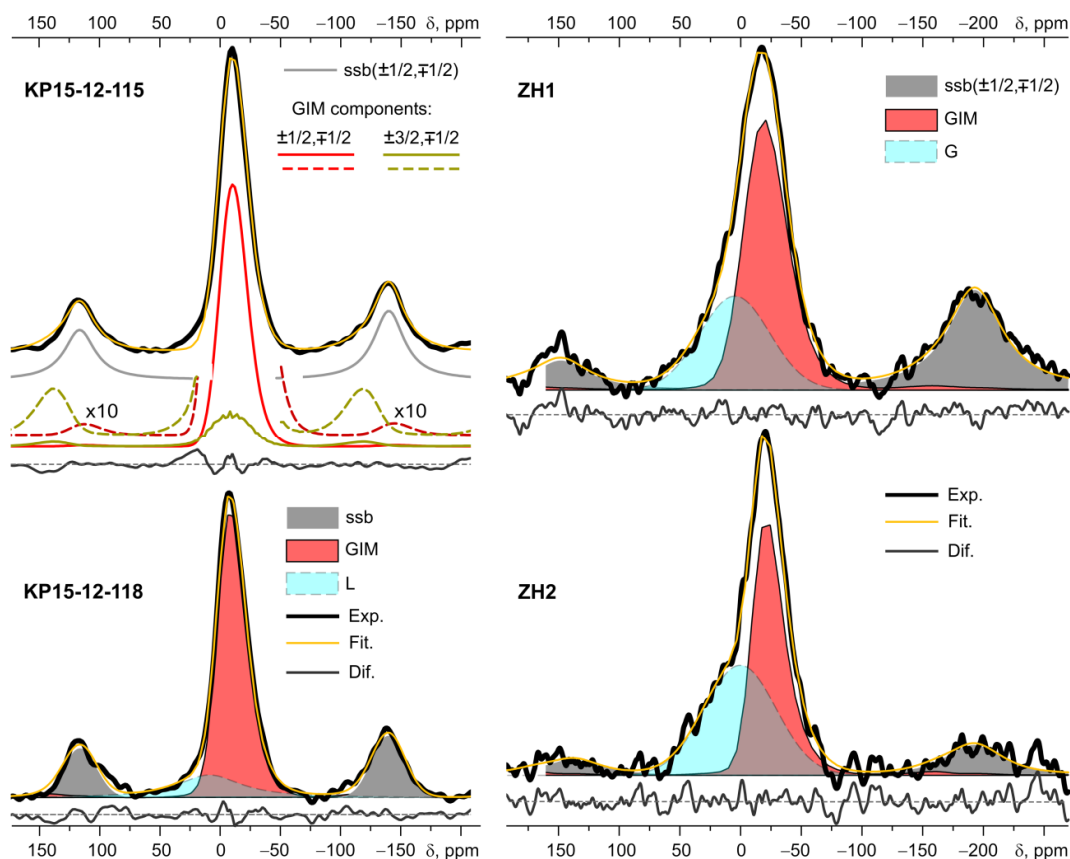 150 100 50 0 −50 −100 −150 δ, ppm
KP15-12-115
ssb(±1/2,∓1/2)
GIM components:
±1/2,∓1/2 ±3/2,∓1/2
x10 x10
KP15-12-118
ssb
GIM
L
Exp.
Fit.
Dif.
150 100 50 0 −50 −100 −150 δ, ppm
150 100 50 0 −50 −100 −150 −200 δ, ppm
ZH1
ssb(±1/2,∓1/2)
GIM
G
ZH2
Exp.
Fit.
Dif.
150 100 50 0 −50 −100 −150 −200 δ, ppm